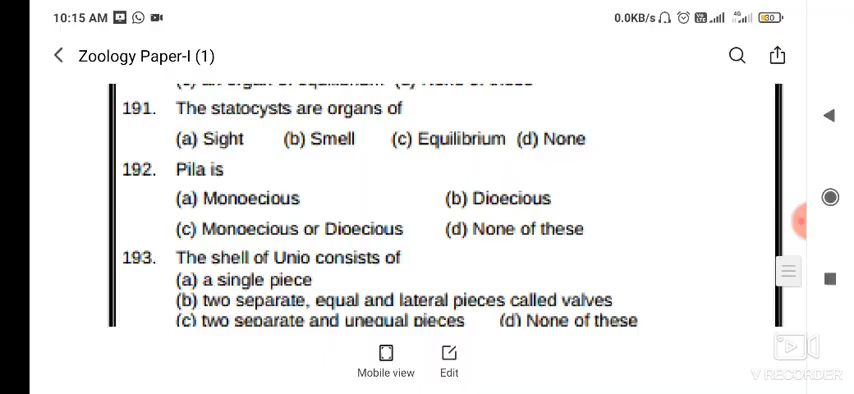 10:15 AM
0.0KB/s 4G 30
Zoology Paper-I (1)
191. The statocysts are organs of
(a) Sight (b) Smell (c) Equilibrium (d) None
192. Pila is
(a) Monoecious (b) Dioecious
(c) Monoecious or Dioecious (d) None of these
193. The shell of Unio consists of
(a) a single piece
(b) two separate, equal and lateral pieces called valves
(c) two separate and unequal pieces (d) None of these
Mobile view Edit
V RECORDER